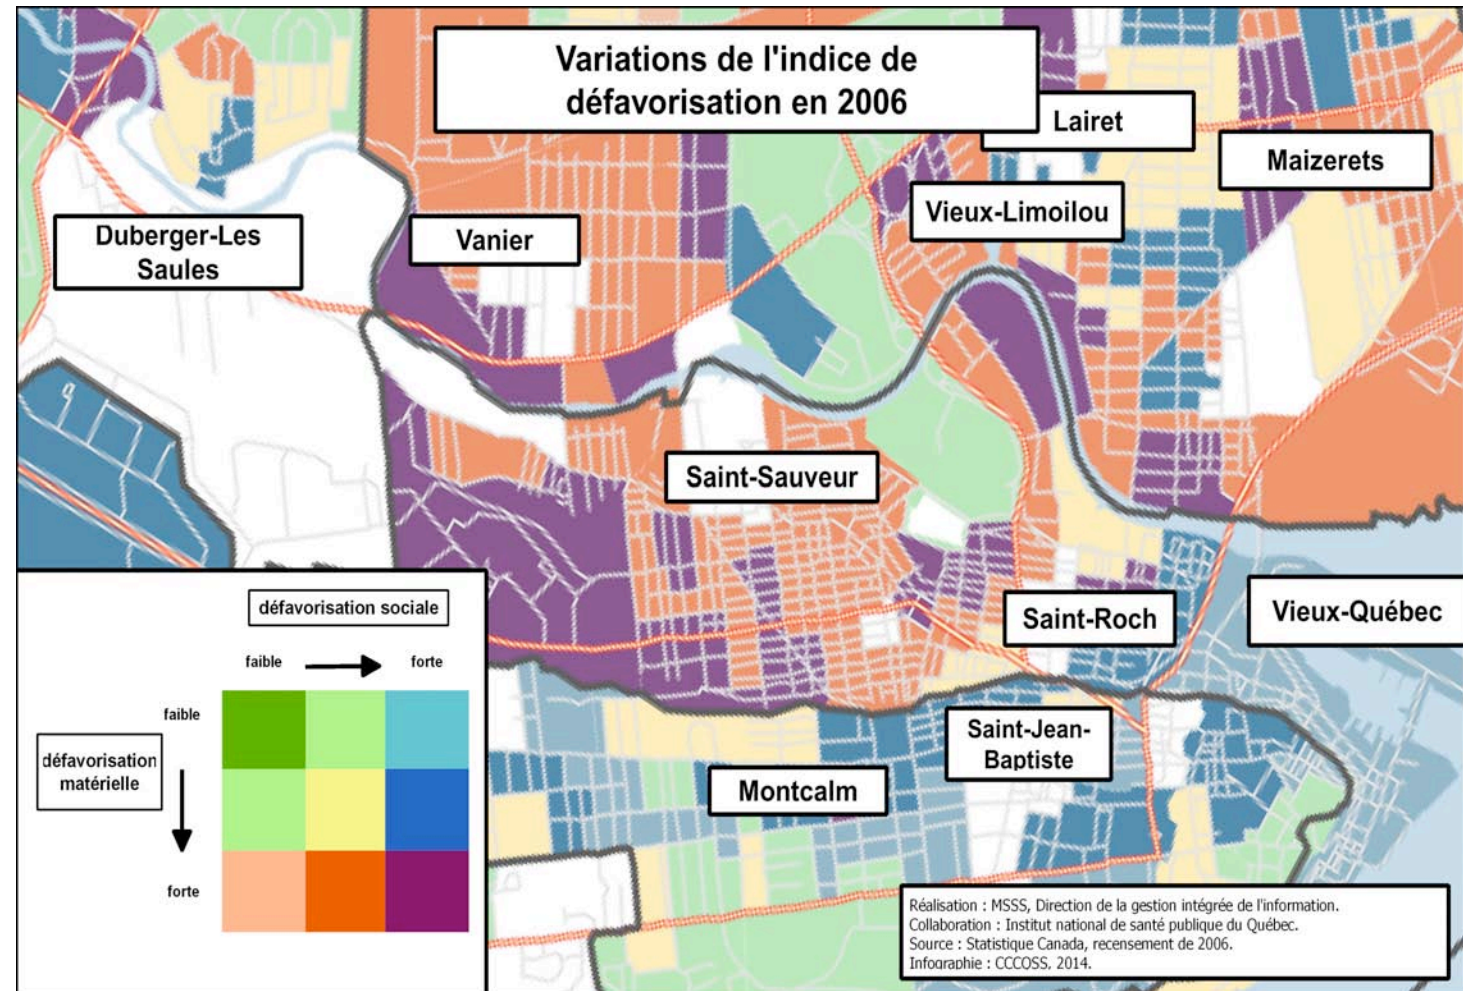 Variations de l'indice de
défavorisation en 2006
Lairet
Maizerets
Vieux-Limoilou
Duberger-Les
Saules
Vanier
Saint-Sauveur
Saint-Roch
Vieux-Québec
Saint-Jean-
Baptiste
Montcalm
défavorisation sociale
faible
forte
faible
défavorisation
matérielle
forte
Réalisation : MSSS, Direction de la gestion intégrée de l'information.
Collaboration : Institut national de santé publique du Québec.
Source : Statistique Canada, recensement de 2006.
Infographie : CCCQSS, 2014.